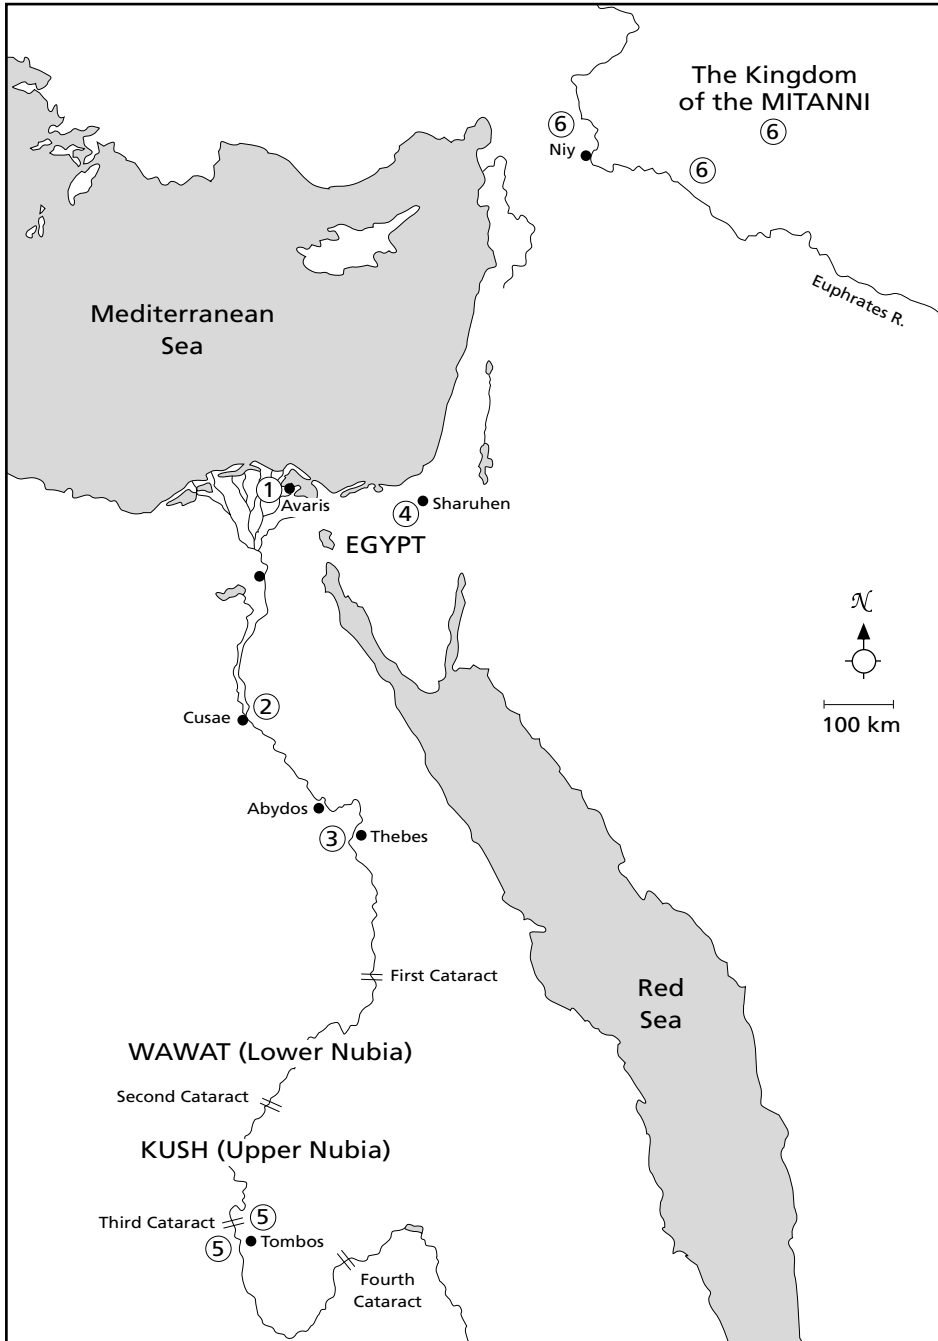 The Kingdom
of the MITANNI
6
6
Niy
6
Euphrates R.
Mediterranean
Sea
1
Avaris
Sharuhen
4
EGYPT
N
100 km
2
Cusae
Abydos
3
Thebes
First Cataract
Red
Sea
WAWAT (Lower Nubia)
Second Cataract
KUSH (Upper Nubia)
Third Cataract
5
5
Tombos
Fourth
Cataract